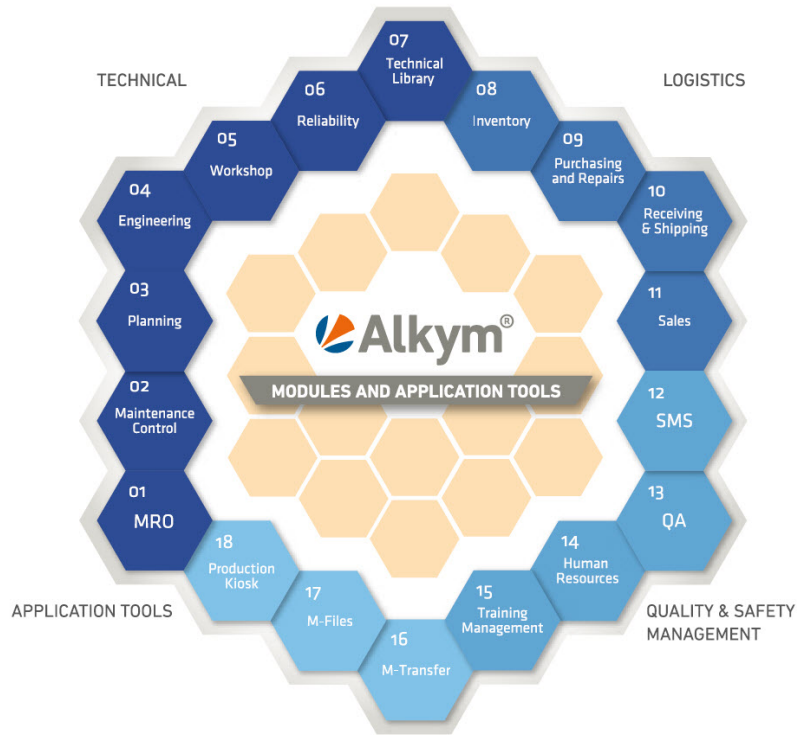 TECHNICAL
LOGISTICS
07
Technical
Library
06
Reliability
08
Inventory
05
Workshop
09
Purchasing
and Repairs
04
Engineering
10
Receiving
& Shipping
03
Planning
11
Sales
Alkym®
MODULES AND APPLICATION TOOLS
02
Maintenance
Control
12
SMS
01
MRO
13
QA
18
Production
Kiosk
14
Human
Resources
17
M-Files
15
Training
Management
16
M-Transfer
APPLICATION TOOLS
QUALITY & SAFETY
MANAGEMENT